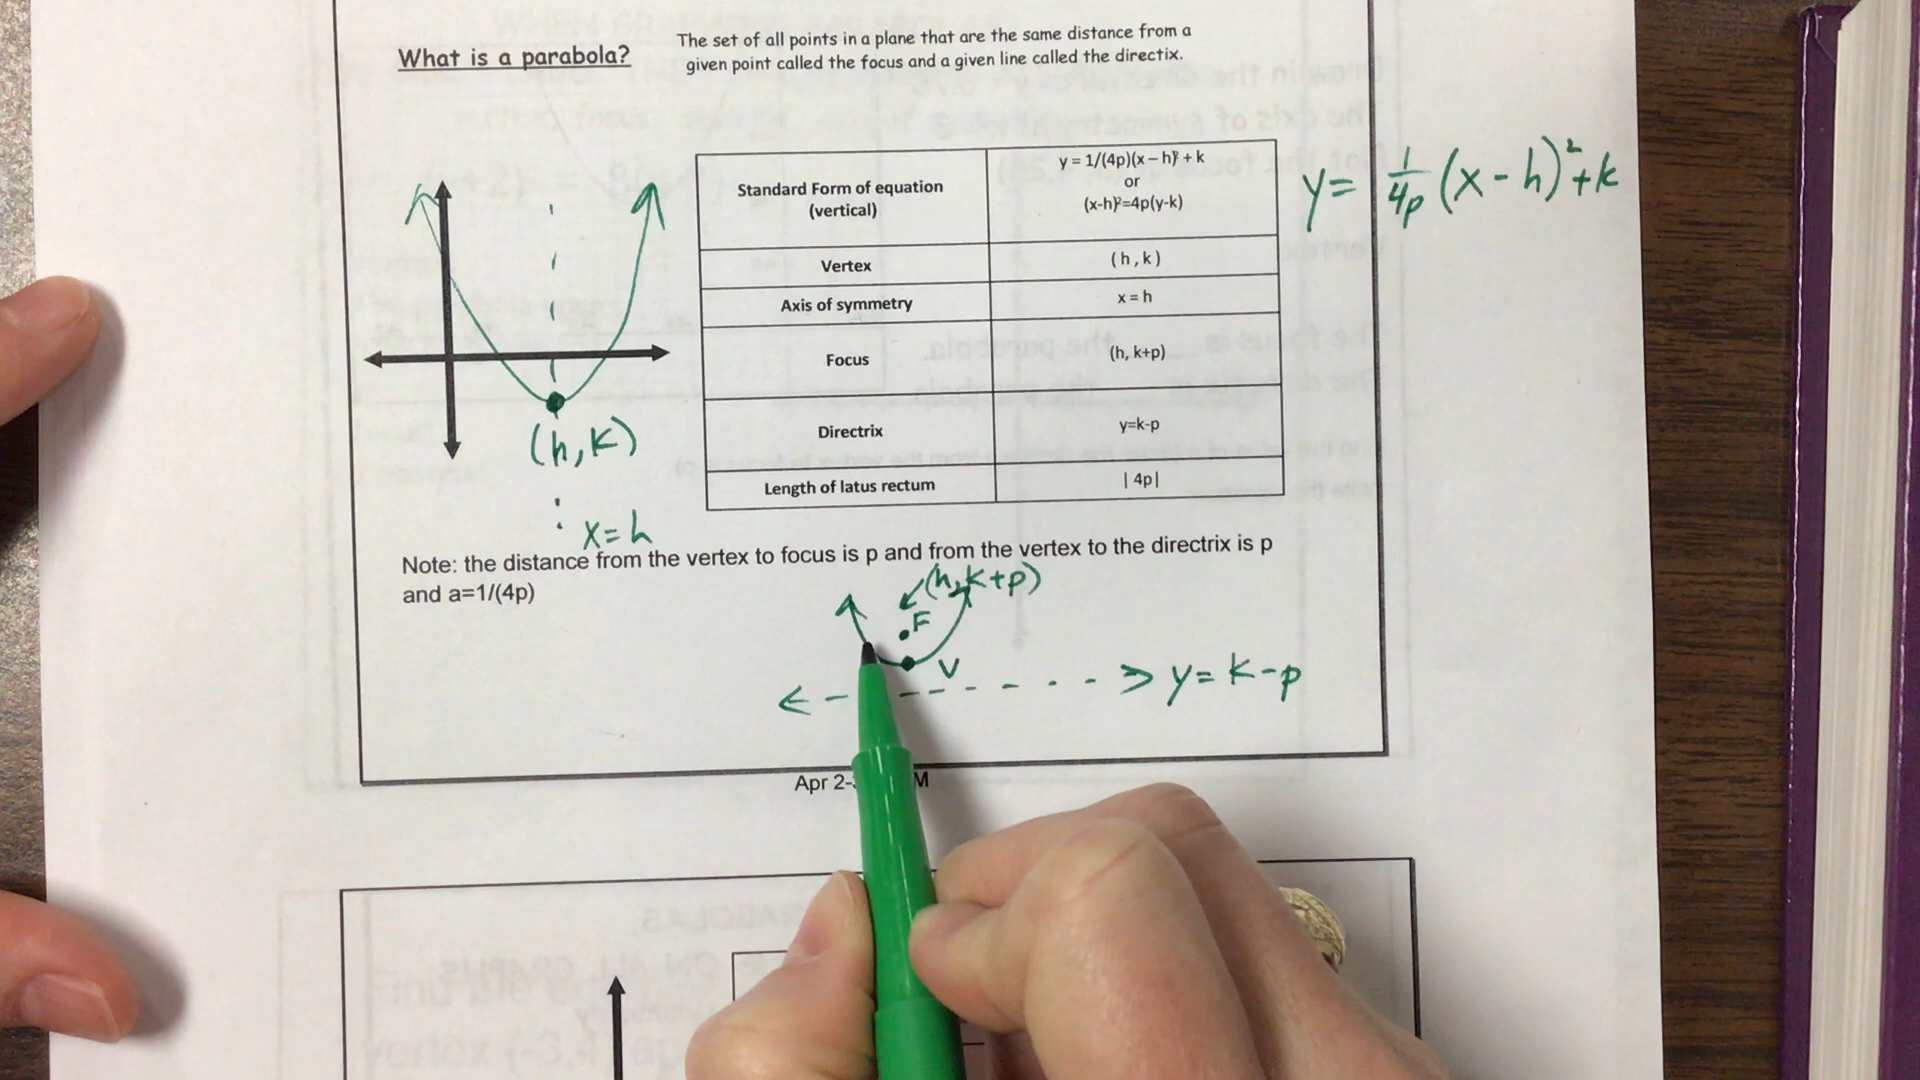 What is a parabola?
The set of all points in a plane that are the same distance from a
given point called the focus and a given line called the directix.
Standard Form of equation
(vertical)
y = 1/(4p)(x – h)² + k
or
(x-h)²=4p(y-k)
y = 1/4p (x - h)² + k
Vertex
( h , k )
Axis of symmetry
x = h
Focus
(h, k+p)
Directrix
y=k-p
Length of latus rectum
| 4p|
(h, k)
x = h
Note: the distance from the vertex to focus is p and from the vertex to the directrix is p
and a=1/(4p)
(h, k+p)
F
V
y = k - p
Apr 2-
M